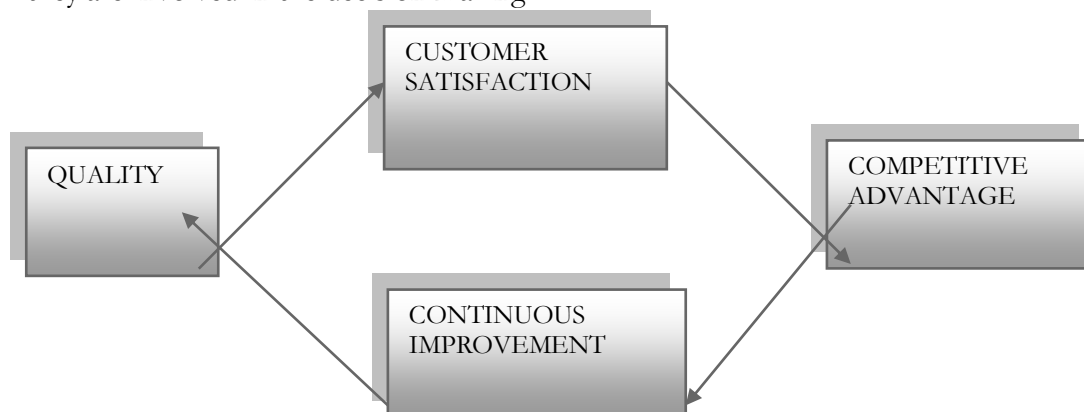 CUSTOMER
SATISFACTION
QUALITY
COMPETITIVE
ADVANTAGE
CONTINUOUS
IMPROVEMENT